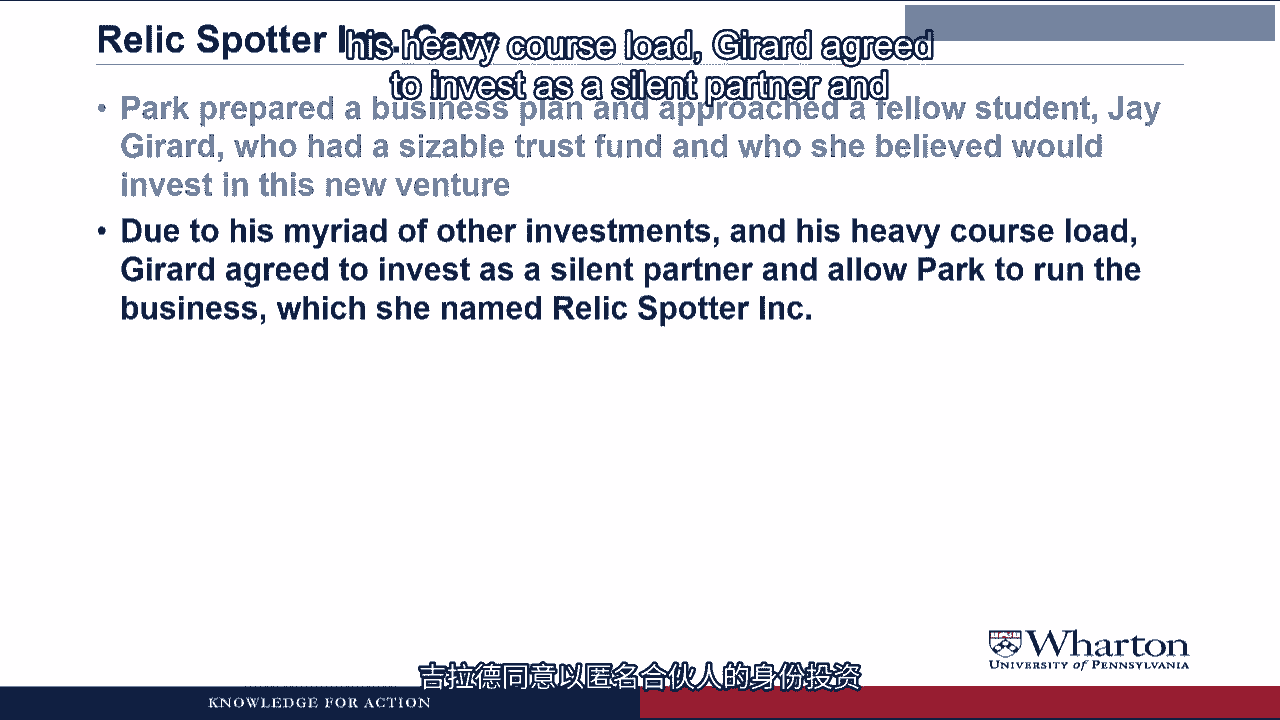 Relic Spotter Inc. Case
his heavy course load, Girard agreed
to invest as a silent partner and
• Park prepared a business plan and approached a fellow student, Jay
Girard, who had a sizable trust fund and who she believed would
invest in this new venture
• Due to his myriad of other investments, and his heavy course load,
Girard agreed to invest as a silent partner and allow Park to run the
business, which she named Relic Spotter Inc.
Wharton
UNIVERSITY of PENNSYLVANIA
吉拉德同意以匿名合伙人的身份投资
KNOWLEDGE FOR ACTION